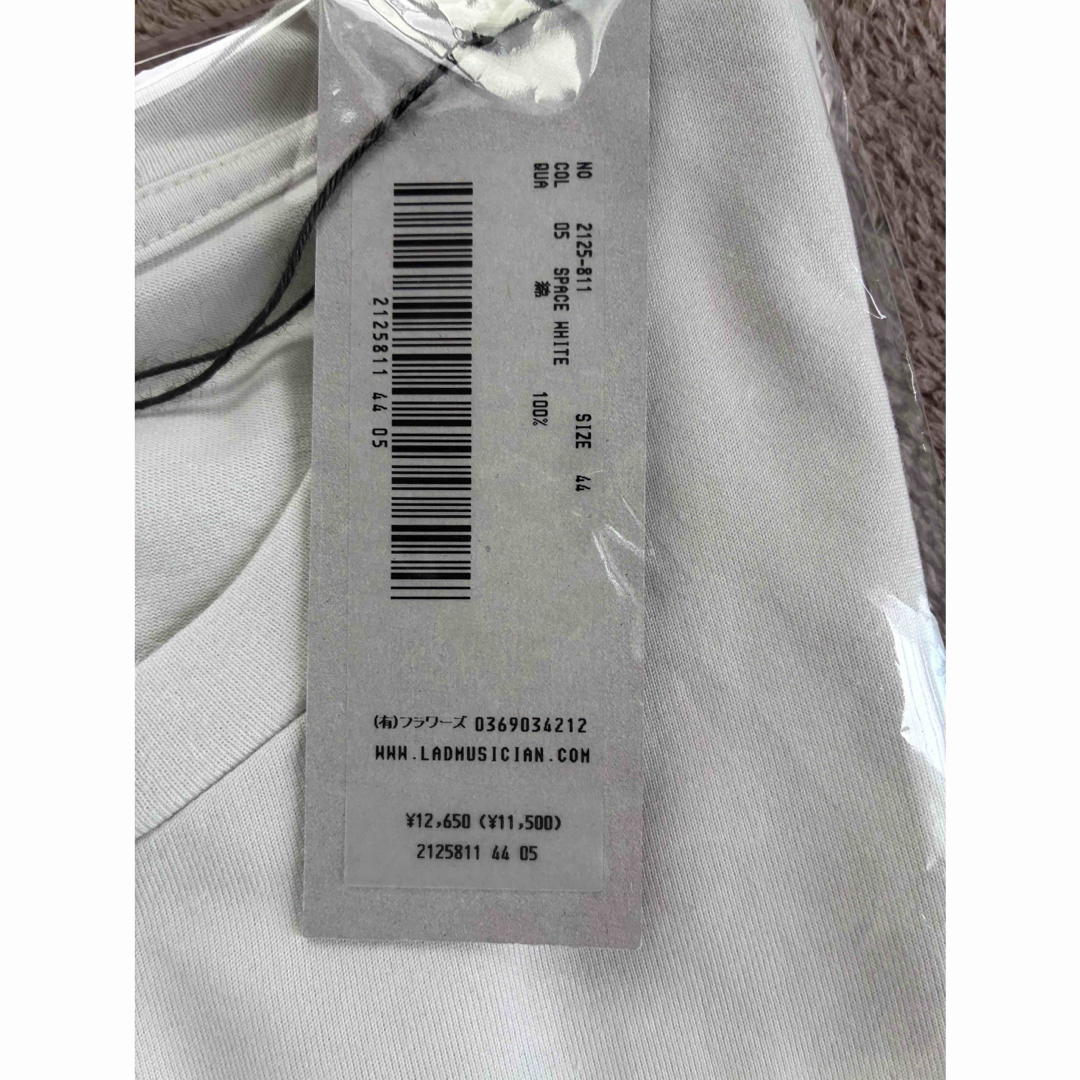 NO 2125-811 SIZE 44
COL 05 SPACE WHITE
QUA 綿 100%
2125811 44 05
(有)フラワーズ 0369034212
WWW.LADMUSICIAN.COM
¥12,650 (¥11,500)
2125811 44 05